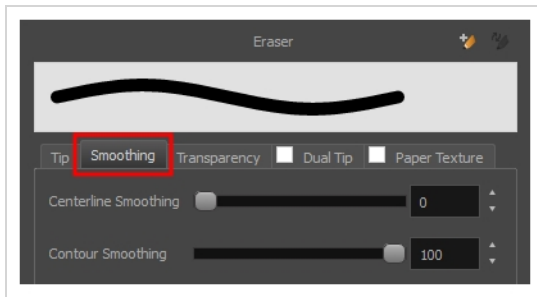 Eraser
Tip Smoothing Transparency Dual Tip Paper Texture
Centerline Smoothing 0
Contour Smoothing 100